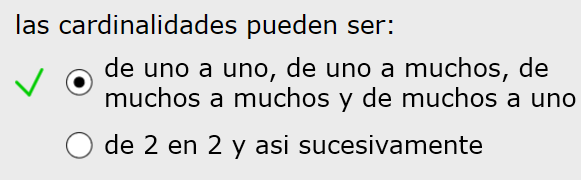 las cardinalidades pueden ser:
de uno a uno, de uno a muchos, de
muchos a muchos y de muchos a uno
de 2 en 2 y asi sucesivamente